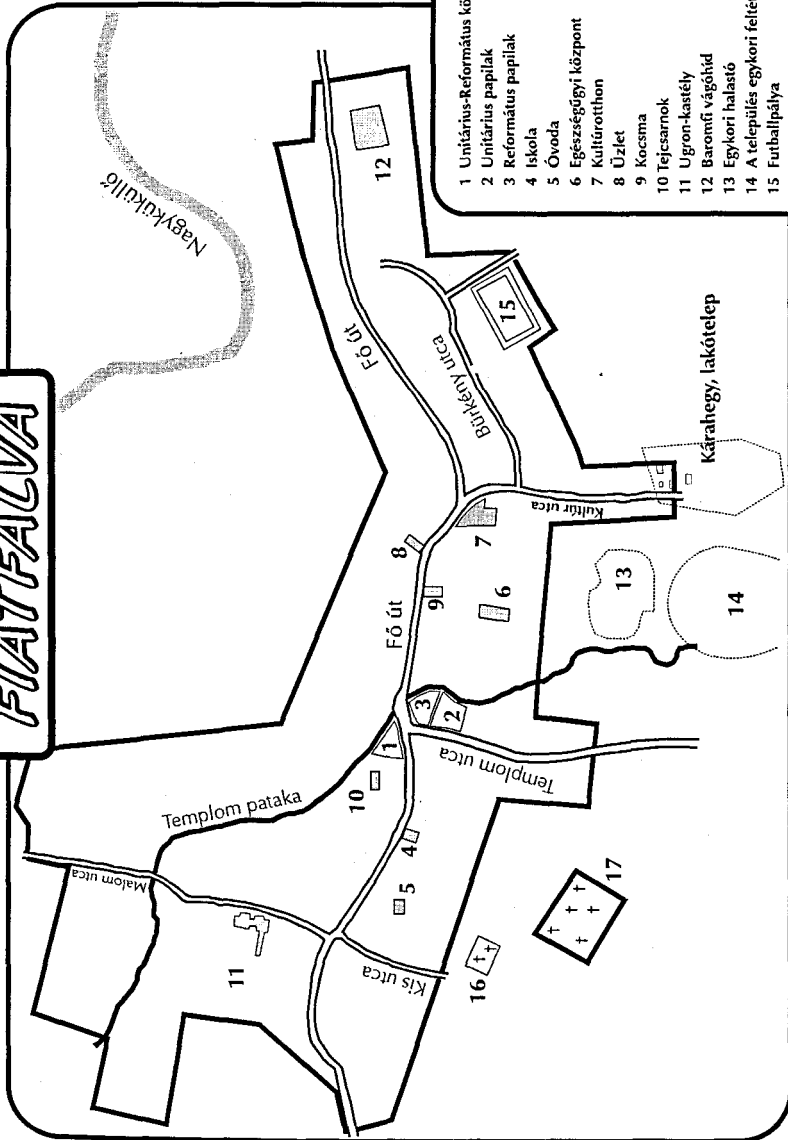 FIATFALVA
Nagyküküllő
12
Fő út
Bürkény utca
15
Kárahegy, lakótelep
Kultúr utca
8
7
9
6
13
14
Fő út
3
2
1
10
Templom utca
Templom pataka
4
5
Malom utca
11
Kis utca
16
17
1 Unitárius-Református
2 Unitárius papilak
3 Református papilak
4 Iskola
5 Óvoda
6 Egészségügyi központ
7 Kultúrotthon
8 Üzlet
9 Kocsma
10 Tejcsarnok
11 Ugron-kastély
12 Baromfi vágóhíd
13 Egykori halastó
14 A település egykori
15 Futballpálya